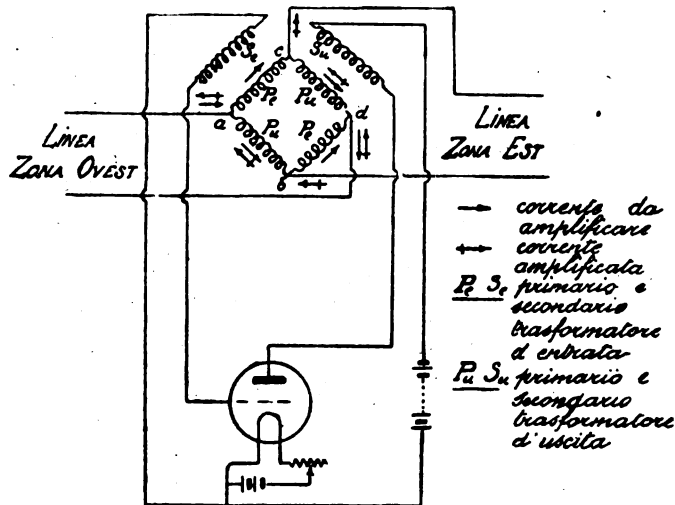 Se
c
Su
Pe
Pu
a
Pu
Pe
d
b
LINEA
ZONA OVEST
LINEA
ZONA EST
corrente da
amplificare
corrente
amplificata
Pe Se primario e
secondario
trasformatore
d'entrata
Pu Su primario e
secondario
trasformatore
d'uscita